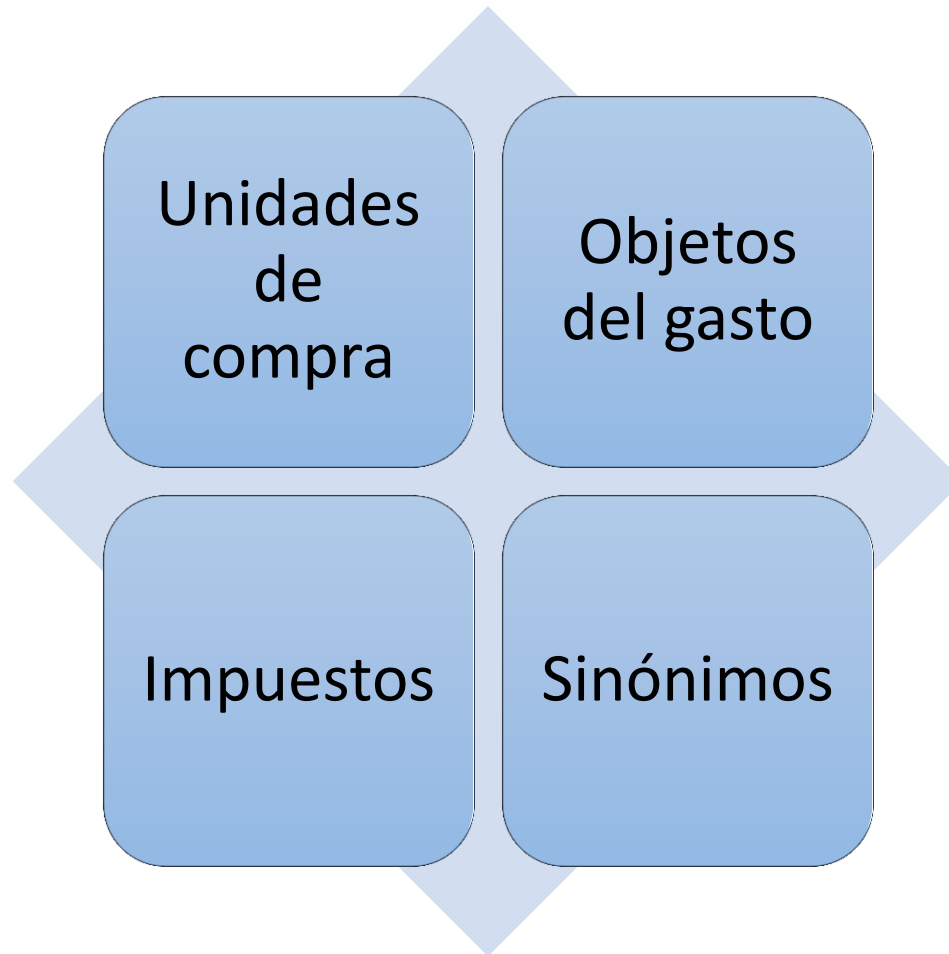 Unidades
de
compra
Objetos
del gasto
Impuestos
Sinónimos